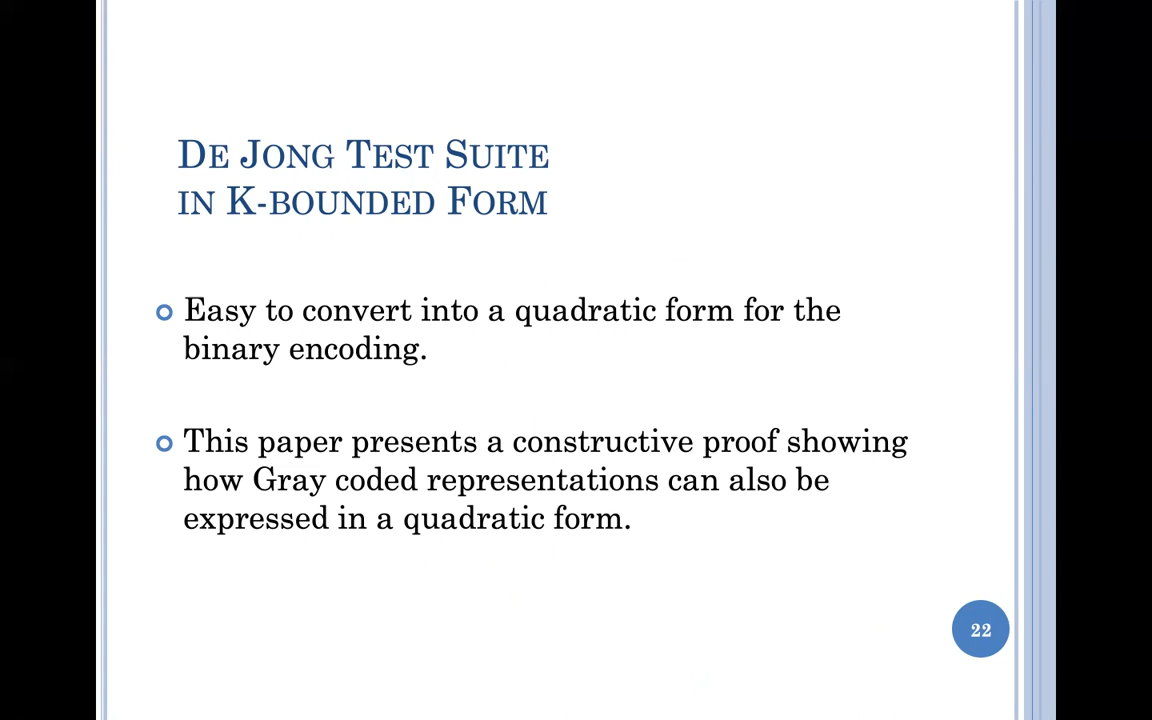 DE JONG TEST SUITE
IN K-BOUNDED FORM
Easy to convert into a quadratic form for the
binary encoding.
This paper presents a constructive proof showing
how Gray coded representations can also be
expressed in a quadratic form.
22